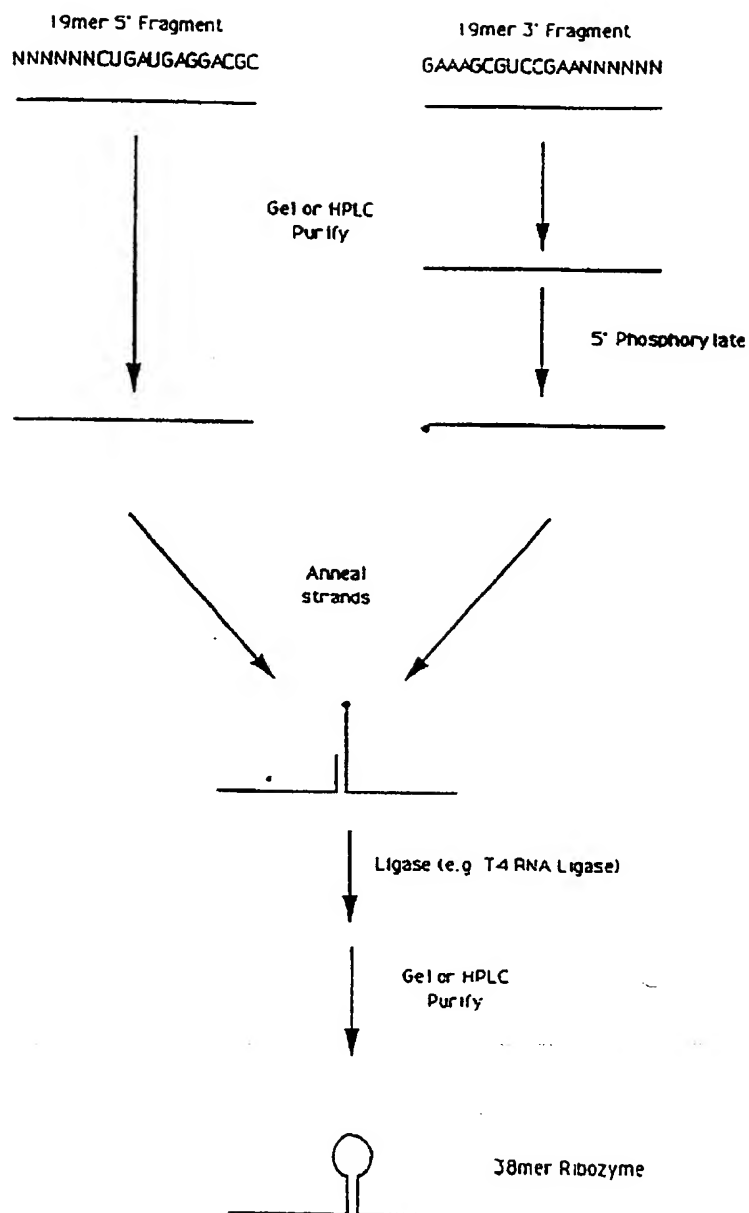 19mer 5' Fragment
NNNNNNCUGAUGAGGACGC
19mer 3' Fragment
GAAAGCGUCCGAANNNNNN
Gel or HPLC
Purify
5' Phosphorylate
Anneal
strands
Ligase (e.g T4 RNA Ligase)
Gel or HPLC
Purify
38mer Ribozyme